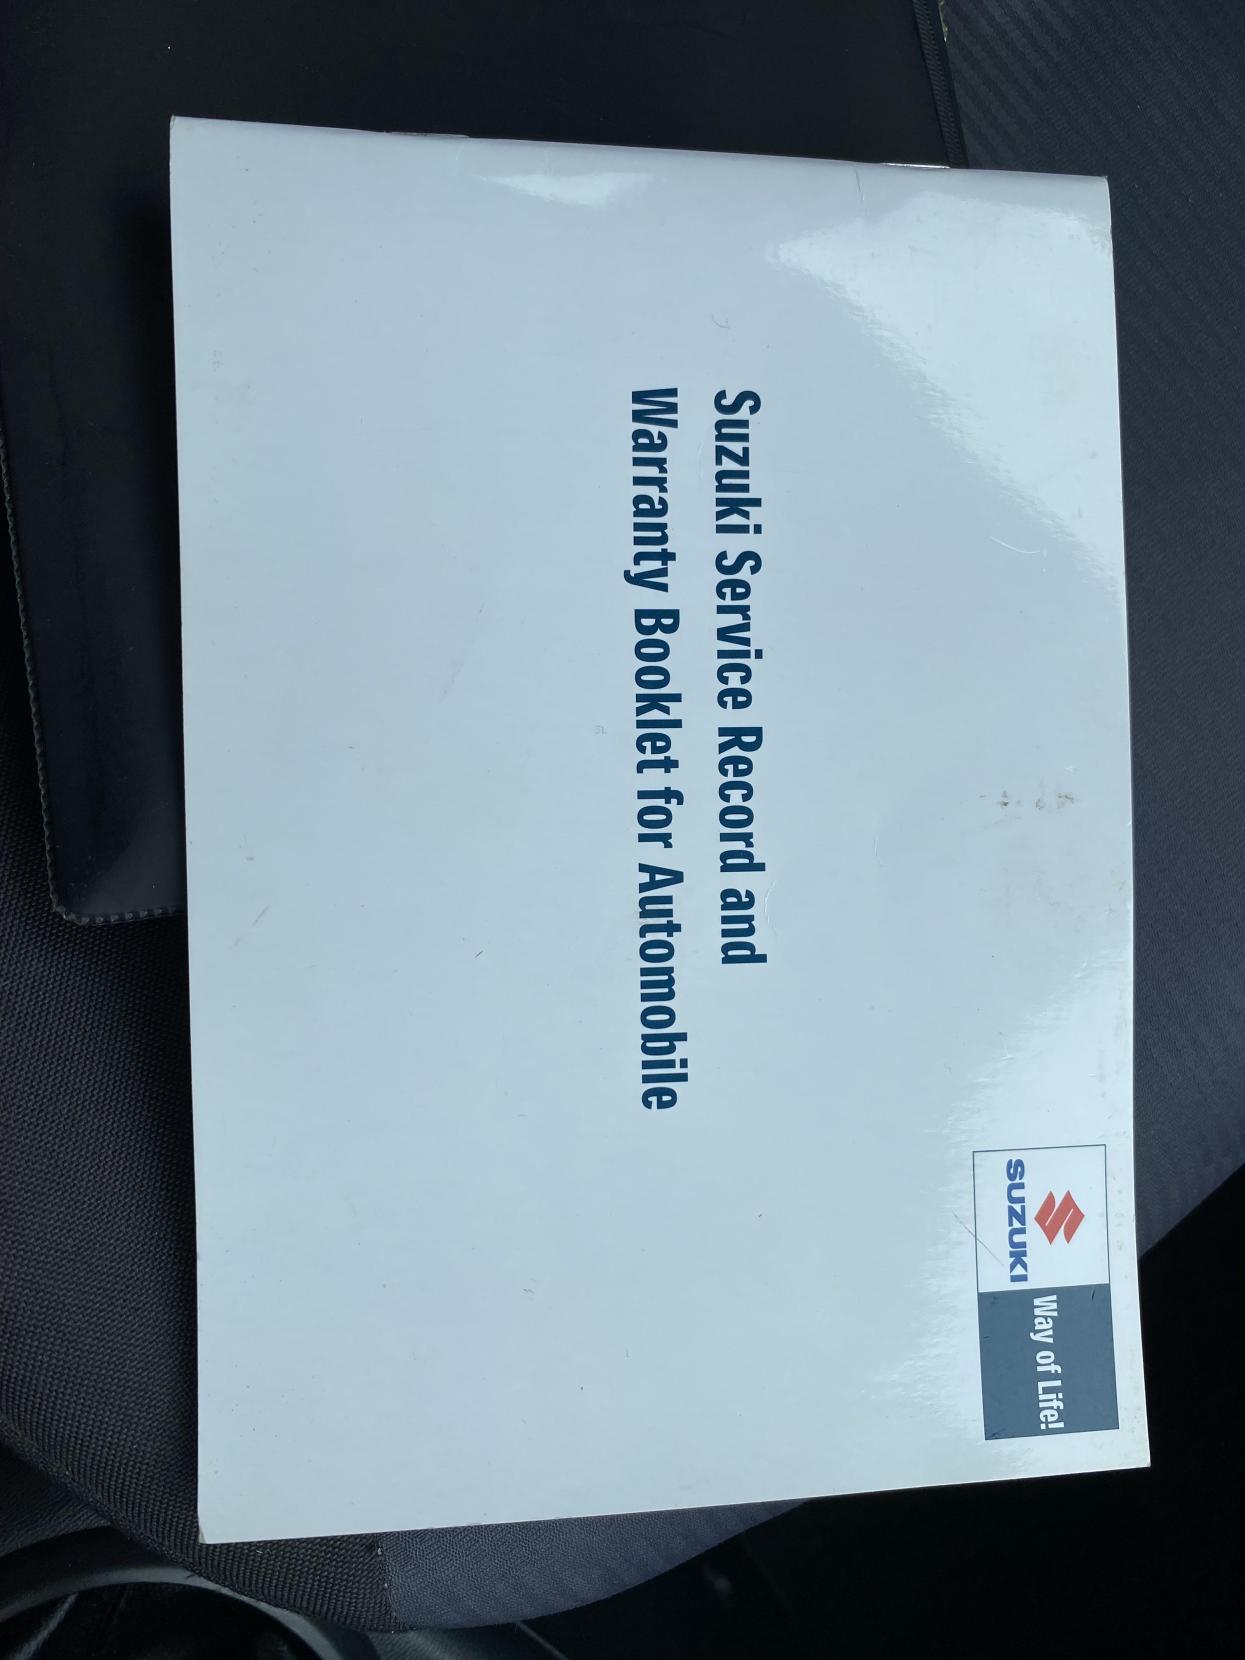 SUZUKI
Way of Life!
Suzuki Service Record and
Warranty Booklet for Automobile